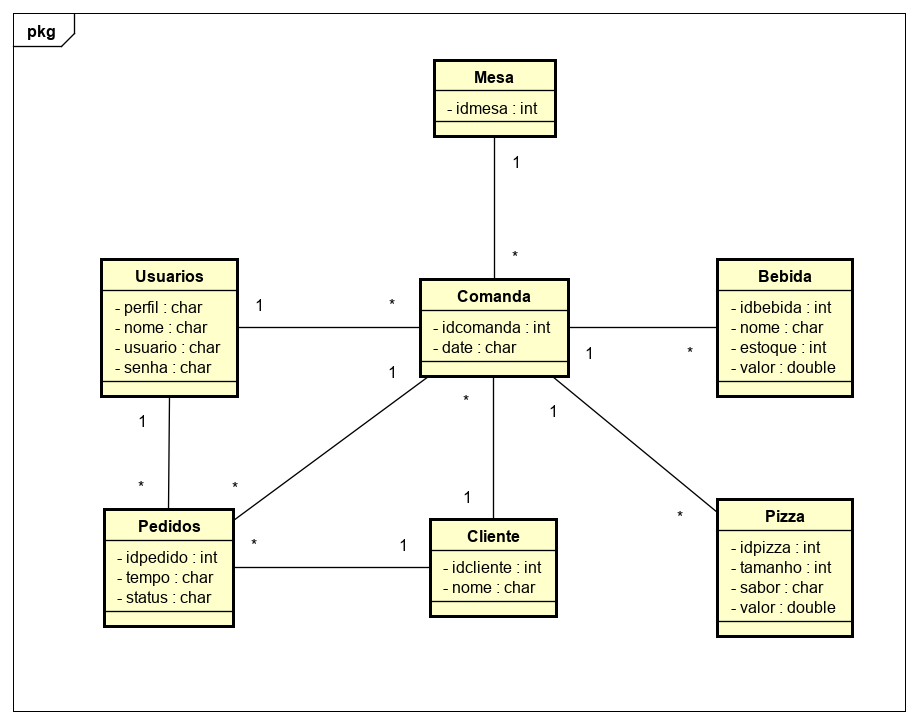 pkg
Mesa
- idmesa : int
1
*
Usuarios
- perfil : char
- nome : char
- usuario : char
- senha : char
1
*
Comanda
- idcomanda : int
- date : char
1
*
Bebida
- idbebida : int
- nome : char
- estoque : int
- valor : double
1
*
1
*
1
*
*
1
1
*
Pedidos
- idpedido : int
- tempo : char
- status : char
*
1
Cliente
- idcliente : int
- nome : char
Pizza
- idpizza : int
- tamanho : int
- sabor : char
- valor : double